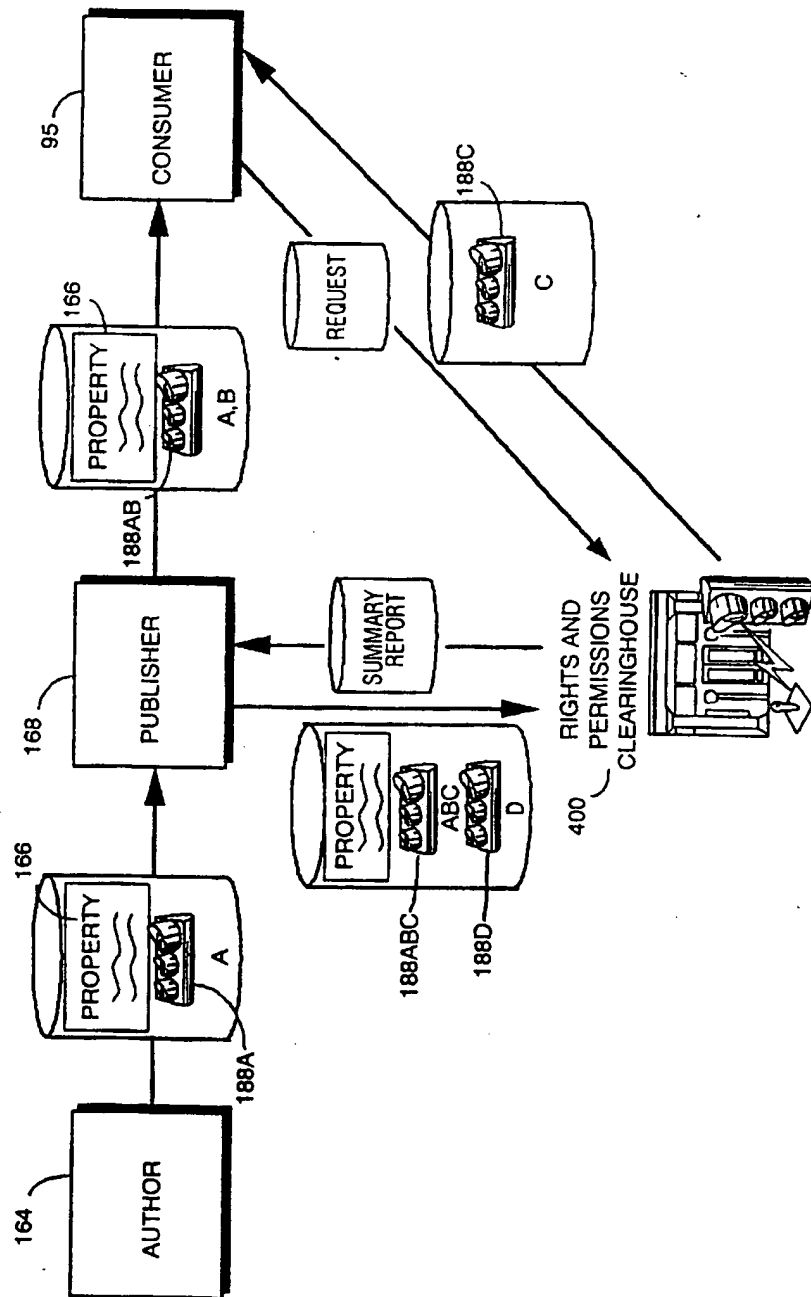 164
AUTHOR
166
PROPERTY
A
188A
168
PUBLISHER
166
PROPERTY
A,B
188AB
95
CONSUMER
PROPERTY
ABC
D
188ABC
188D
SUMMARY
REPORT
REQUEST
C
188C
RIGHTS AND
PERMISSIONS
CLEARINGHOUSE
400